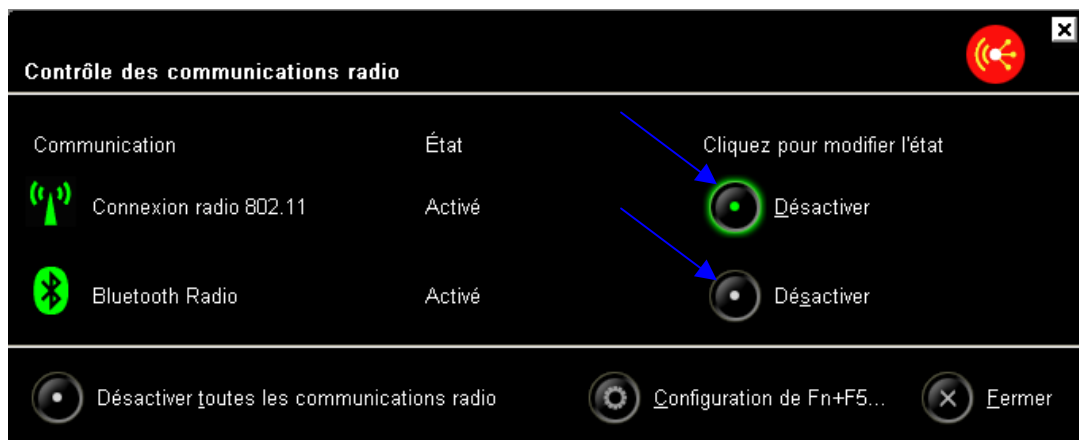 Contrôle des communications radio
Communication État Cliquez pour modifier l'état
Connexion radio 802.11 Activé Désactiver
Bluetooth Radio Activé Désactiver
Désactiver toutes les communications radio Configuration de Fn+F5... Fermer